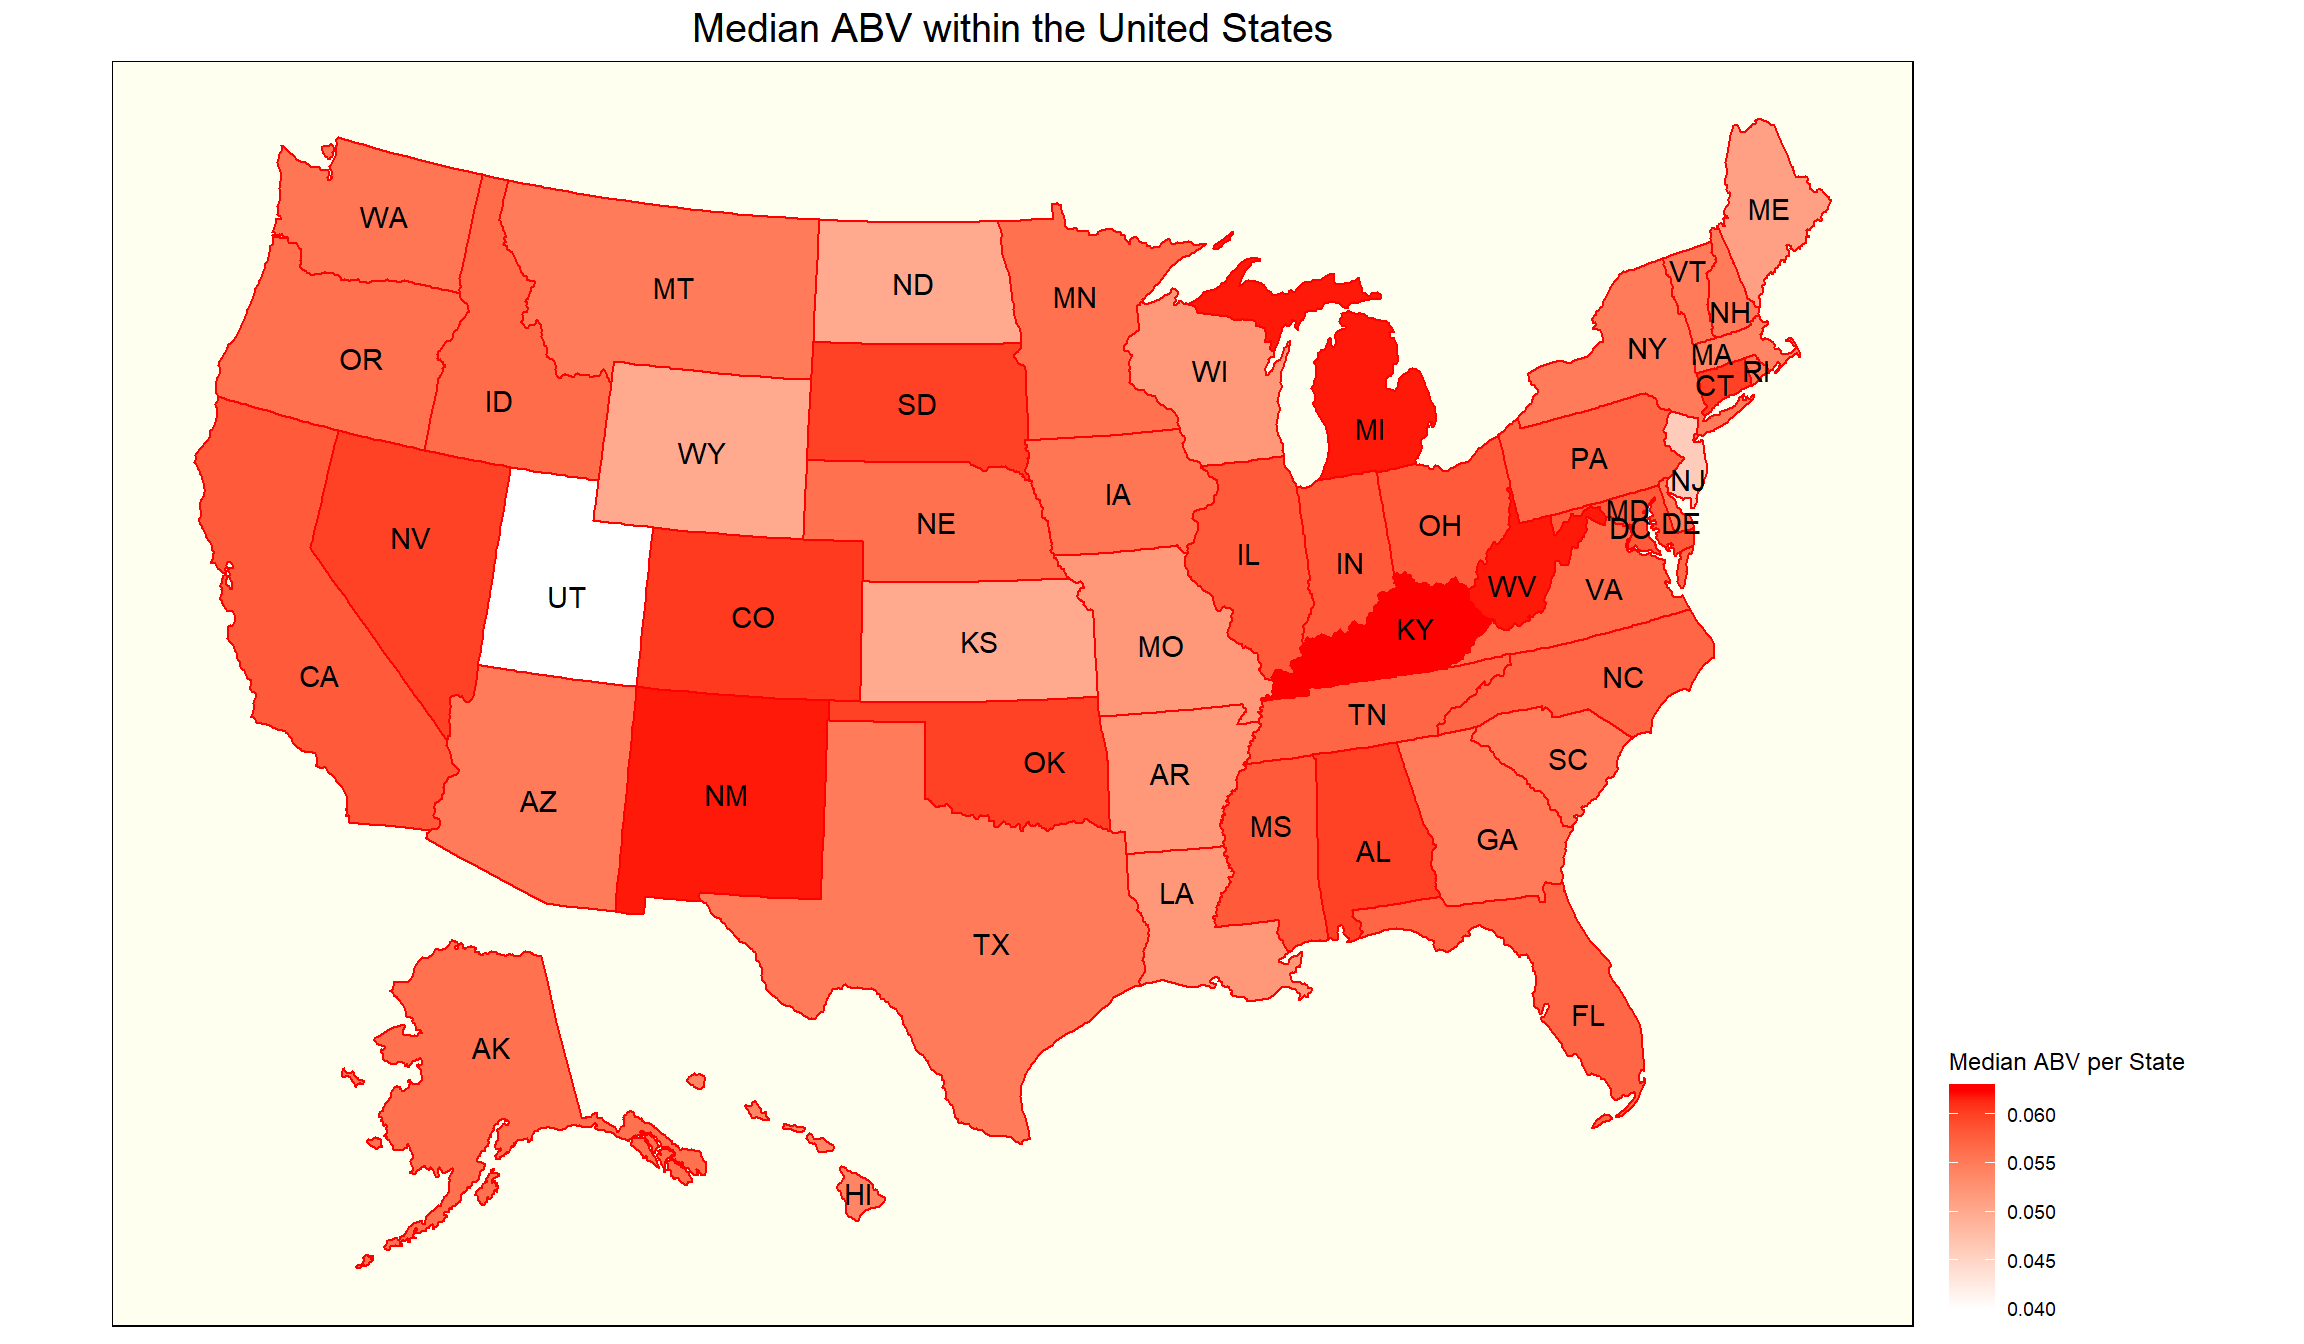 Median ABV within the United States
ME
WA
VT
MT
ND
MN
NH
NY
MA
OR
WI
RI
CT
ID
SD
MI
WY
PA
NJ
IA
MD
NE
DE
OH
DC
NV
IL
IN
WV
VA
UT
CO
KY
KS
MO
CA
NC
TN
SC
OK
AR
NM
AZ
MS
GA
AL
LA
TX
FL
AK
HI
Median ABV per State
0.060
0.055
0.050
0.045
0.040